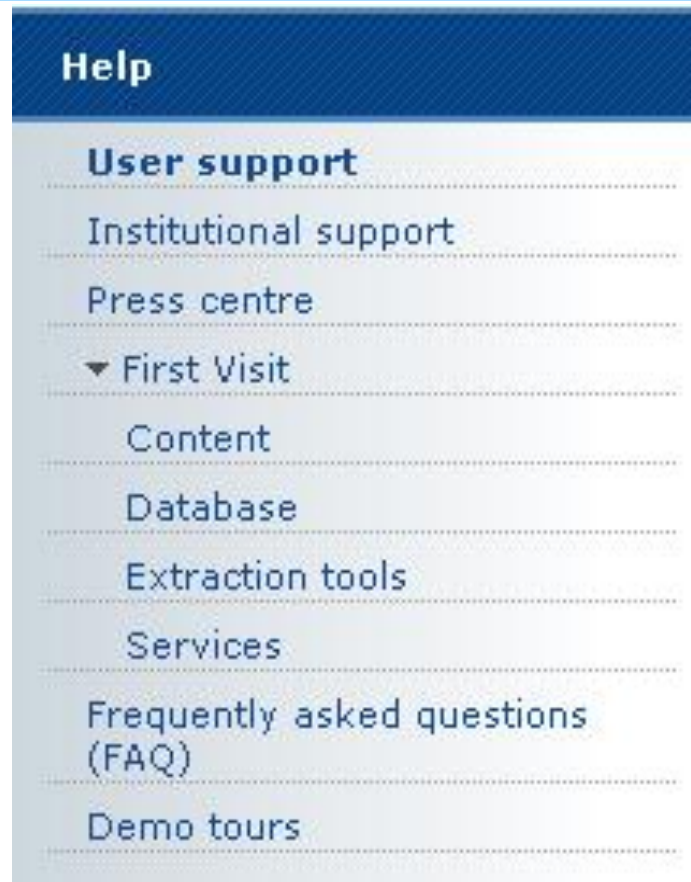 Help
User support
Institutional support
Press centre
First Visit
Content
Database
Extraction tools
Services
Frequently asked questions
(FAQ)
Demo tours